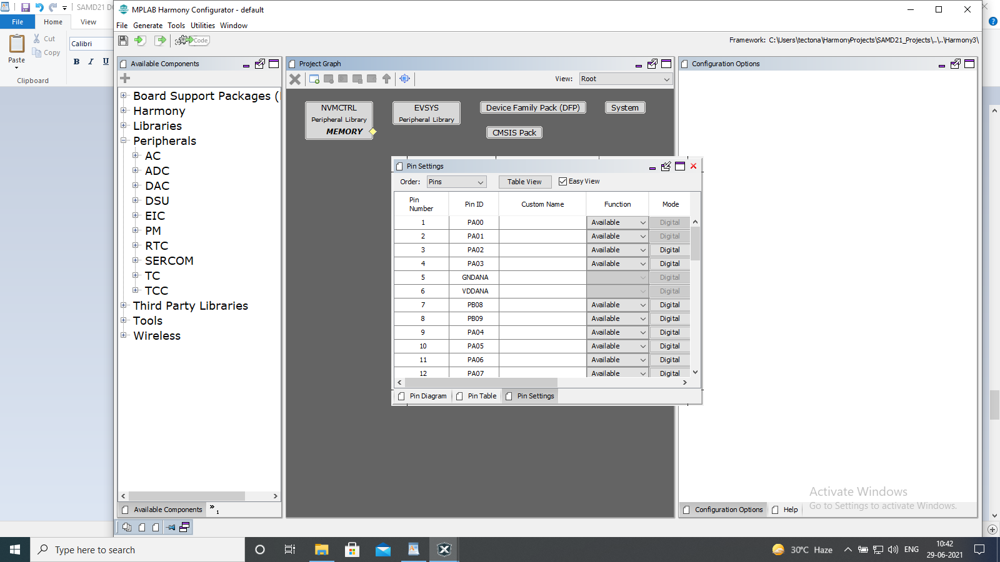 SAMD21 D
MPLAB Harmony Configurator - default
File Home View
File Generate Tools Utilities Window
Cut
Copy
Paste
Clipboard
Calibri
B I U
Code
Framework: C:\Users\tectona\HarmonyProjects\SAMD21_Projects\..\..\Harmony3\
Available Components
Board Support Packages (
Harmony
Libraries
Peripherals
AC
ADC
DAC
DSU
EIC
PM
RTC
SERCOM
TC
TCC
Third Party Libraries
Tools
Wireless
Available Components
1
Project Graph
View: Root
NVMCTRL
Peripheral Library
MEMORY
EVSYS
Peripheral Library
Device Family Pack (DFP)
System
CMSIS Pack
Pin Settings
Order: Pins Table View Easy View
Pin Number Pin ID Custom Name Function Mode
1 PA00 Available Digital
2 PA01 Available Digital
3 PA02 Available Digital
4 PA03 Available Digital
5 GNDANA Digital
6 VDDANA Digital
7 PB08 Available Digital
8 PB09 Available Digital
9 PA04 Available Digital
10 PA05 Available Digital
11 PA06 Available Digital
12 PA07 Available Digital
Pin Diagram Pin Table Pin Settings
Configuration Options
Activate Windows
Go to Settings to activate Windows.
Configuration Options Help
Type here to search
30°C Haze
ENG
10:42
29-06-2021